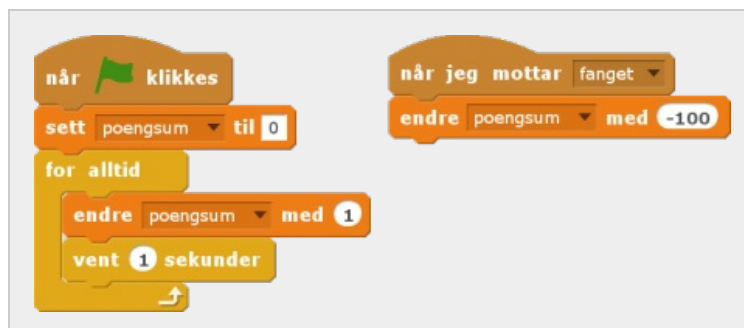 når klikkes
sett poengsum til 0
for alltid
endre poengsum med 1
vent 1 sekunder
når jeg mottar fanget
endre poengsum med -100